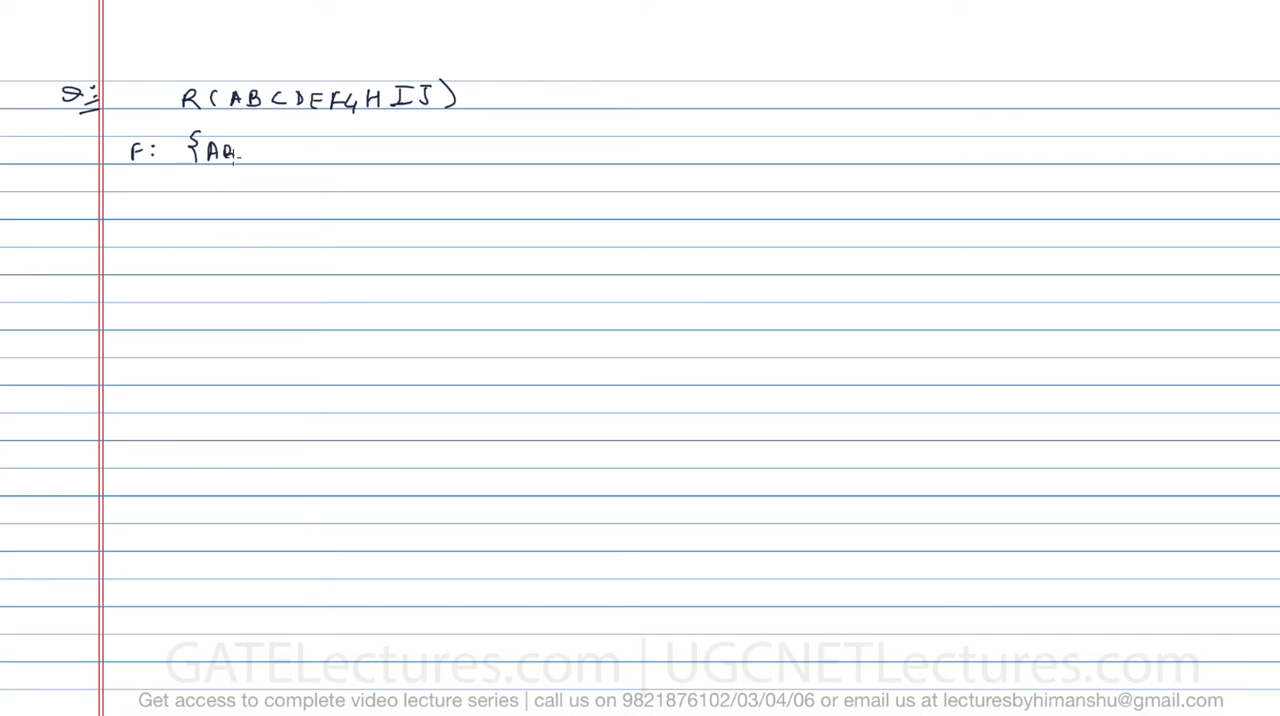 Q:
R(ABCDEFGHIJ)
F: {AB
GATELectures.com | UGCNETLectures.com
Get access to complete video lecture series | call us on 9821876102/03/04/06 or email us at lecturesbyhimanshu@gmail.com